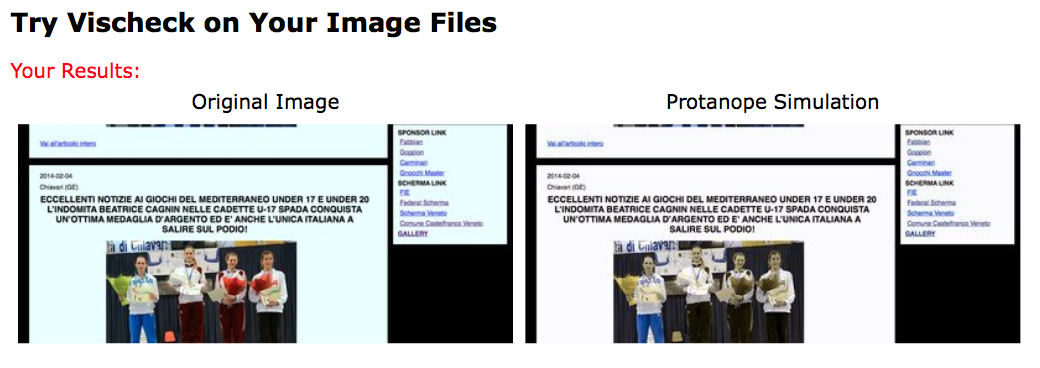 Try Vischeck on Your Image Files
Your Results:
Original Image
Protanope Simulation
Vai all'articolo intero
2014-02-04
Chiavari (GE)
ECCELLENTI NOTIZIE AI GIOCHI DEL MEDITERRANEO UNDER 17 E UNDER 20
L'INDOMITA BEATRICE CAGNIN NELLE CADETTE U-17 SPADA CONQUISTA
UN'OTTIMA MEDAGLIA D'ARGENTO ED E' ANCHE L'UNICA ITALIANA A
SALIRE SUL PODIO!
tà di Chiavari
SPONSOR LINK
Fabbian
Goppion
Carminari
Gnocchi Master
SCHERMA LINK
FIE
Federal Scherma
Scherma Veneto
Comune Castelfranco Veneto
GALLERY
Vai all'articolo intero
2014-02-04
Chiavari (GE)
ECCELLENTI NOTIZIE AI GIOCHI DEL MEDITERRANEO UNDER 17 E UNDER 20
L'INDOMITA BEATRICE CAGNIN NELLE CADETTE U-17 SPADA CONQUISTA
UN'OTTIMA MEDAGLIA D'ARGENTO ED E' ANCHE L'UNICA ITALIANA A
SALIRE SUL PODIO!
tà di Chiavari
SPONSOR LINK
Fabbian
Goppion
Carminari
Gnocchi Master
SCHERMA LINK
FIE
Federal Scherma
Scherma Veneto
Comune Castelfranco Veneto
GALLERY